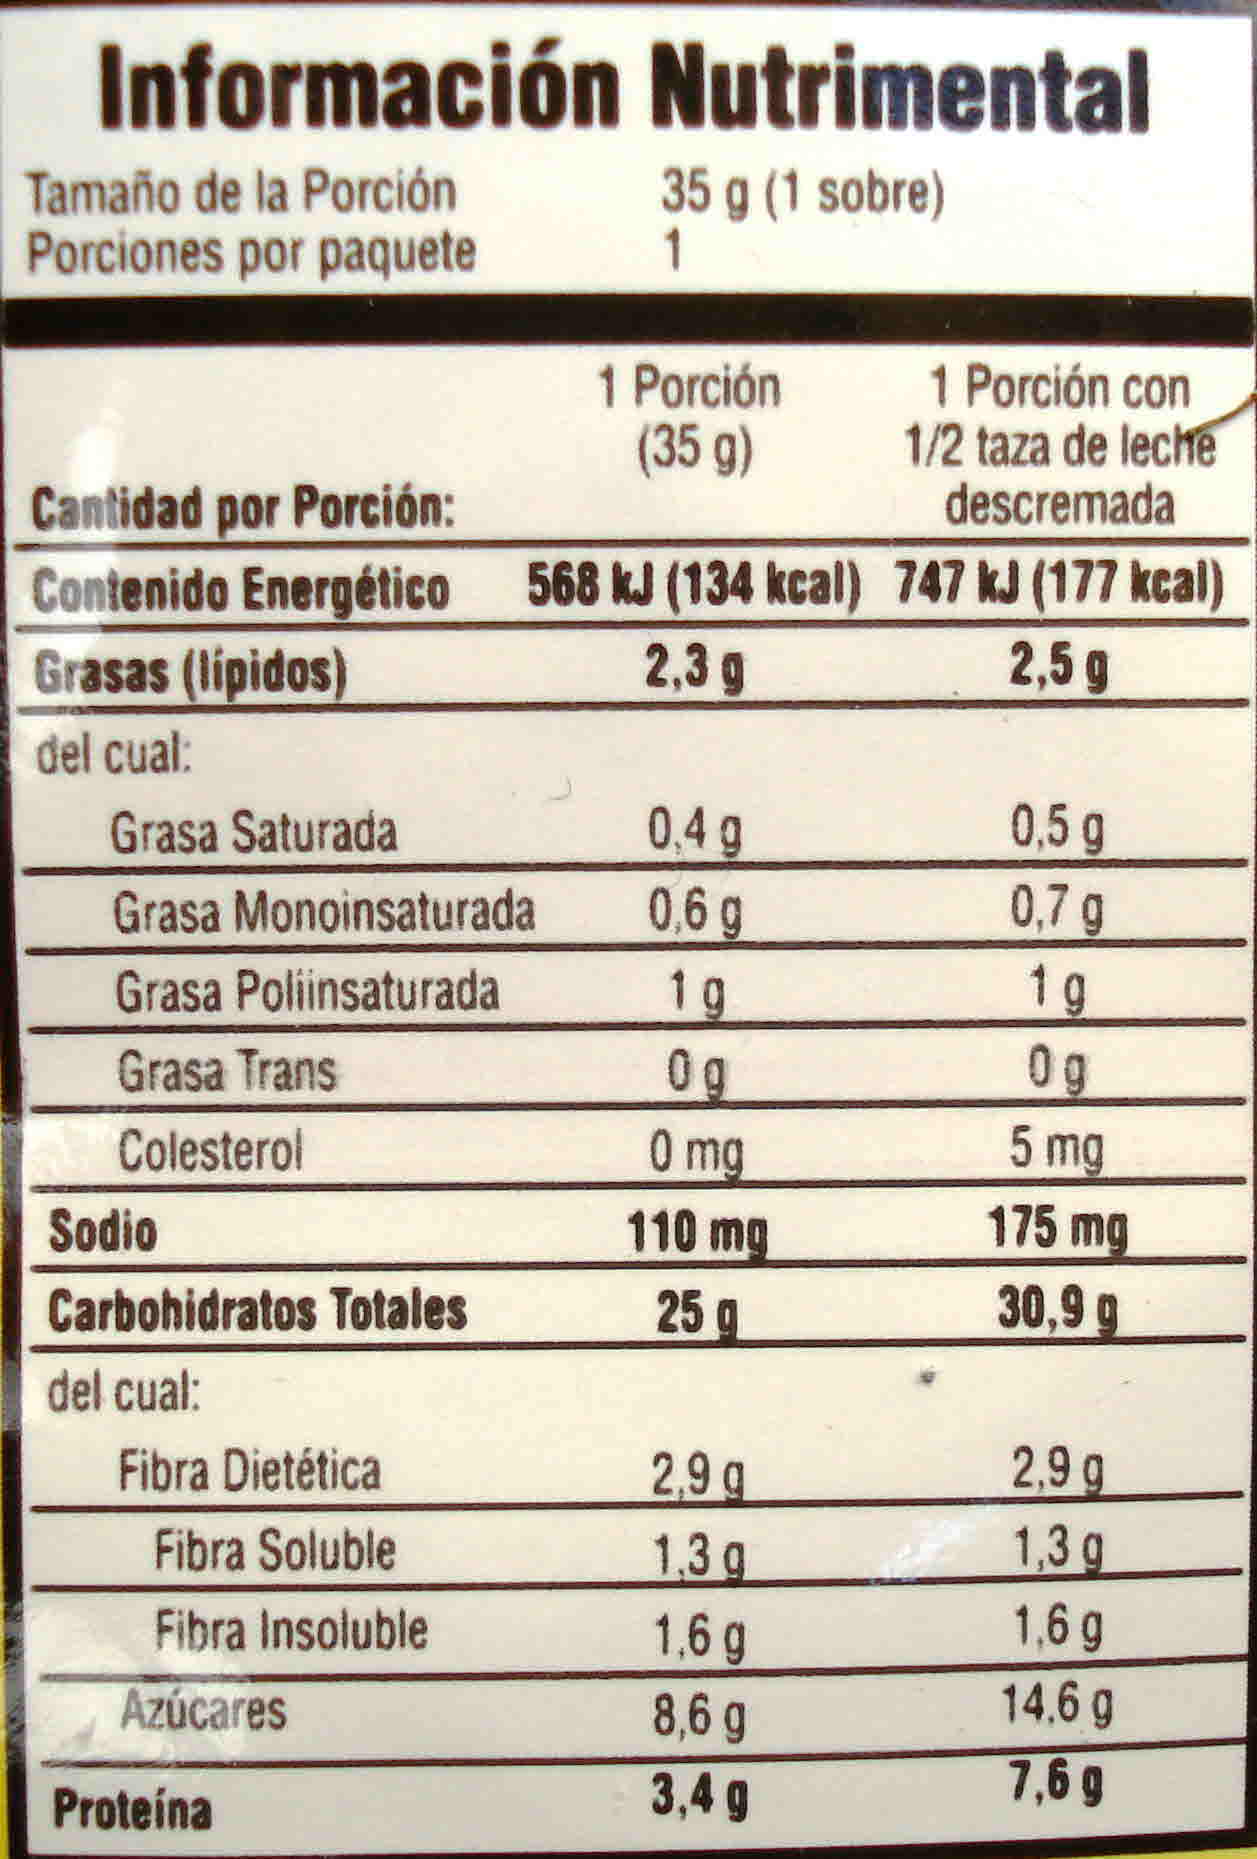 Información Nutrimental
Tamaño de la Porción 35 g (1 sobre)
Porciones por paquete 1
1 Porción 1 Porción con
(35 g) 1/2 taza de leche
Cantidad por Porción: descremada
Contenido Energético 568 kJ (134 kcal) 747 kJ (177 kcal)
Grasas (lípidos) 2,3 g 2,5 g
del cual:
Grasa Saturada 0,4 g 0,5 g
Grasa Monoinsaturada 0,6 g 0,7 g
Grasa Poliinsaturada 1 g 1 g
Grasa Trans 0 g 0 g
Colesterol 0 mg 5 mg
Sodio 110 mg 175 mg
Carbohidratos Totales 25 g 30,9 g
del cual:
Fibra Dietética 2,9 g 2,9 g
Fibra Soluble 1,3 g 1,3 g
Fibra Insoluble 1,6 g 1,6 g
Azúcares 8,6 g 14,6 g
Proteína 3,4 g 7,6 g